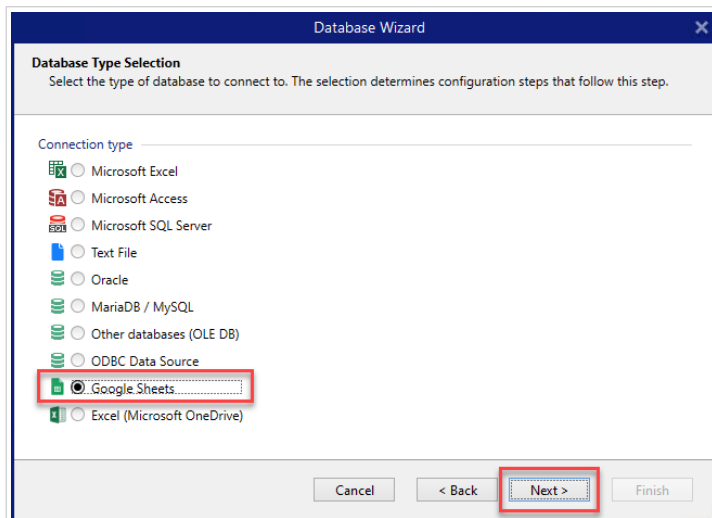 Database Wizard
Database Type Selection
Select the type of database to connect to. The selection determines configuration steps that follow this step.
Connection type
Microsoft Excel
Microsoft Access
SQL
Microsoft SQL Server
Text File
Oracle
MariaDB / MySQL
Other databases (OLE DB)
ODBC Data Source
Google Sheets
Excel (Microsoft OneDrive)
Cancel
< Back
Next >
Finish